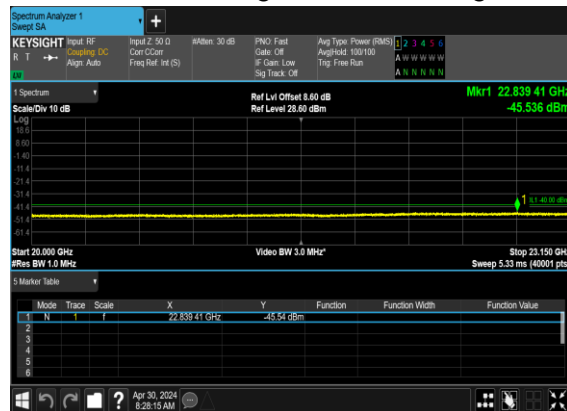 Spectrum Analyzer 1
Swept SA
+
KEYSIGHT Input: RF Input Z: 50 Ω #Atten: 30 dB PNO: Fast Avg Type: Power (RMS) 1 2 3 4 5 6
R T Coupling: DC Corr CCorr Gate: Off Avg|Hold: 100/100 A W W W W W
Align: Auto Freq Ref: Int (S) IF Gain: Low Trig: Free Run
LXI Sig Track: Off A N N N N N
1 Spectrum Ref Lvl Offset 8.60 dB Mkr1 22.839 41 GHz
Scale/Div 10 dB Ref Level 28.60 dBm -45.536 dBm
Log
18.6
8.60
-1.40
-11.4
-21.4
-31.4
1 DL1 -40.00 dBm
-41.4
-51.4
-61.4
Start 20.000 GHz Video BW 3.0 MHz* Stop 23.150 GHz
#Res BW 1.0 MHz Sweep 5.33 ms (40001 pts)
5 Marker Table
Mode Trace Scale X Y Function Function Width Function Value
1 N 1 f 22.839 41 GHz -45.54 dBm
2
3
4
5
6
? Apr 30, 2024
8:28:15 AM